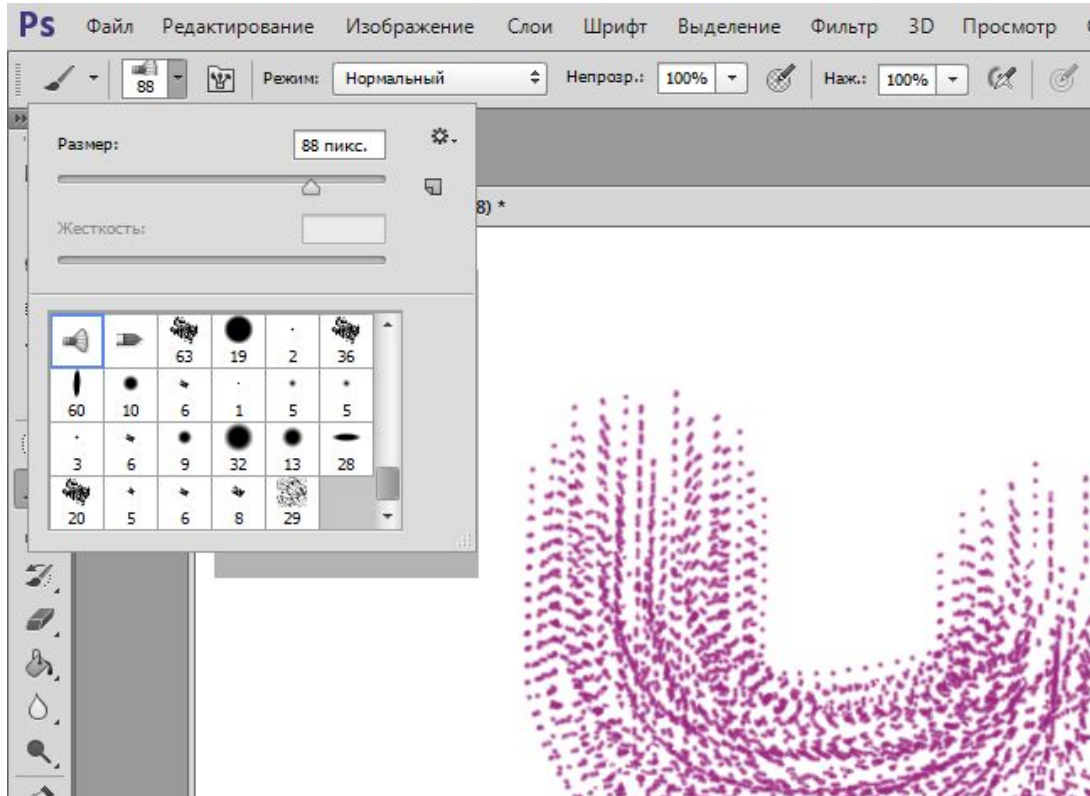 Ps Файл Редактирование Изображение Слои Шрифт Выделение Фильтр 3D Просмотр
88 Режим: Нормальный Непрозр.: 100% Наж.: 100%
Размер: 88 пикс.
8) *
Жесткость:
63 19 2 36
60 10 6 1 5 5
3 6 9 32 13 28
20 5 6 8 29